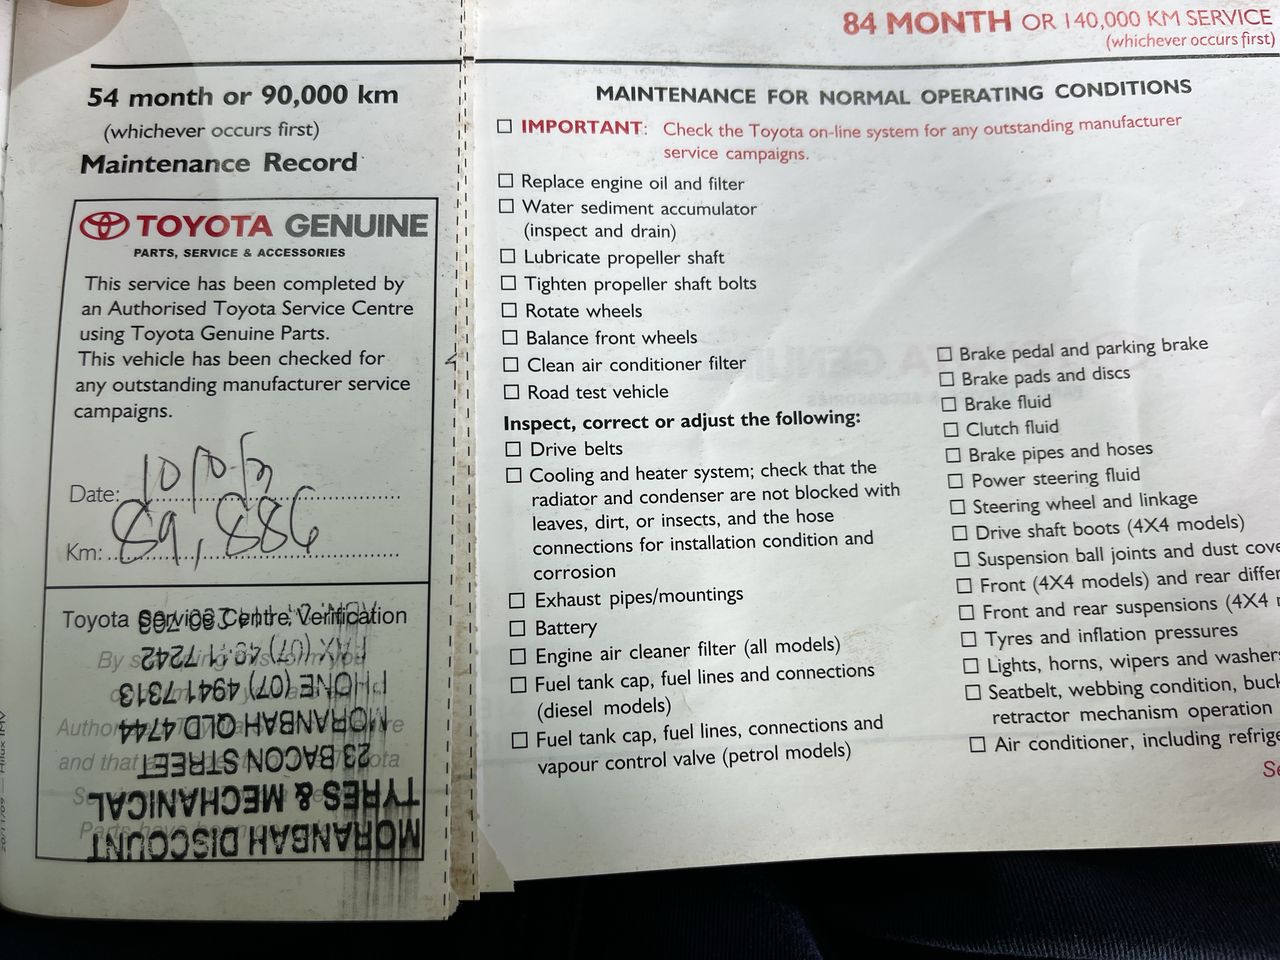 54 month or 90,000 km
(whichever occurs first)
Maintenance Record
TOYOTA GENUINE
PARTS, SERVICE & ACCESSORIES
This service has been completed by
an Authorised Toyota Service Centre
using Toyota Genuine Parts.
This vehicle has been checked for
any outstanding manufacturer service
campaigns.
Date:
Km: 89,886
Toyota Service Centre Verification
MORANBAH DISCOUNT
TYRES & MECHANICAL
23 BACON STREET
MORANBAH QLD 4744
PHONE (07) 4941 7313
FAX (07) 4941 7242
84 MONTH OR 140,000 KM SERVICE
(whichever occurs first)
MAINTENANCE FOR NORMAL OPERATING CONDITIONS
IMPORTANT: Check the Toyota on-line system for any outstanding manufacturer
service campaigns.
Replace engine oil and filter
Water sediment accumulator
(inspect and drain)
Lubricate propeller shaft
Tighten propeller shaft bolts
Rotate wheels
Balance front wheels
Clean air conditioner filter
Road test vehicle
Inspect, correct or adjust the following:
Drive belts
Cooling and heater system; check that the
radiator and condenser are not blocked with
leaves, dirt, or insects, and the hose
connections for installation condition and
corrosion
Exhaust pipes/mountings
Battery
Engine air cleaner filter (all models)
Fuel tank cap, fuel lines and connections
(diesel models)
Fuel tank cap, fuel lines, connections and
vapour control valve (petrol models)
Brake pedal and parking brake
Brake pads and discs
Brake fluid
Clutch fluid
Brake pipes and hoses
Power steering fluid
Steering wheel and linkage
Drive shaft boots (4X4 models)
Suspension ball joints and dust
Front (4X4 models) and rear
Front and rear suspensions (4X4
Tyres and inflation pressures
Lights, horns, wipers and washers
Seatbelt, webbing condition,
retractor mechanism operation
Air conditioner, including